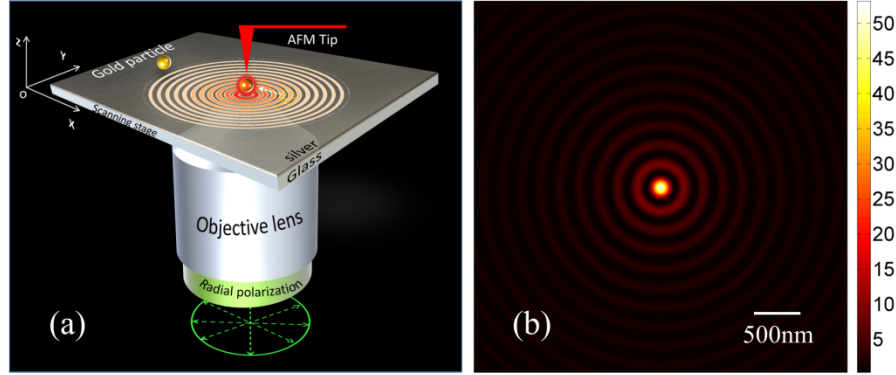 AFM Tip
Z
Y
Gold particle
O
X
Scanning stage
silver
Glass
Objective lens
Radial polarization
(a)
50
45
40
35
30
25
20
15
10
5
500nm
(b)